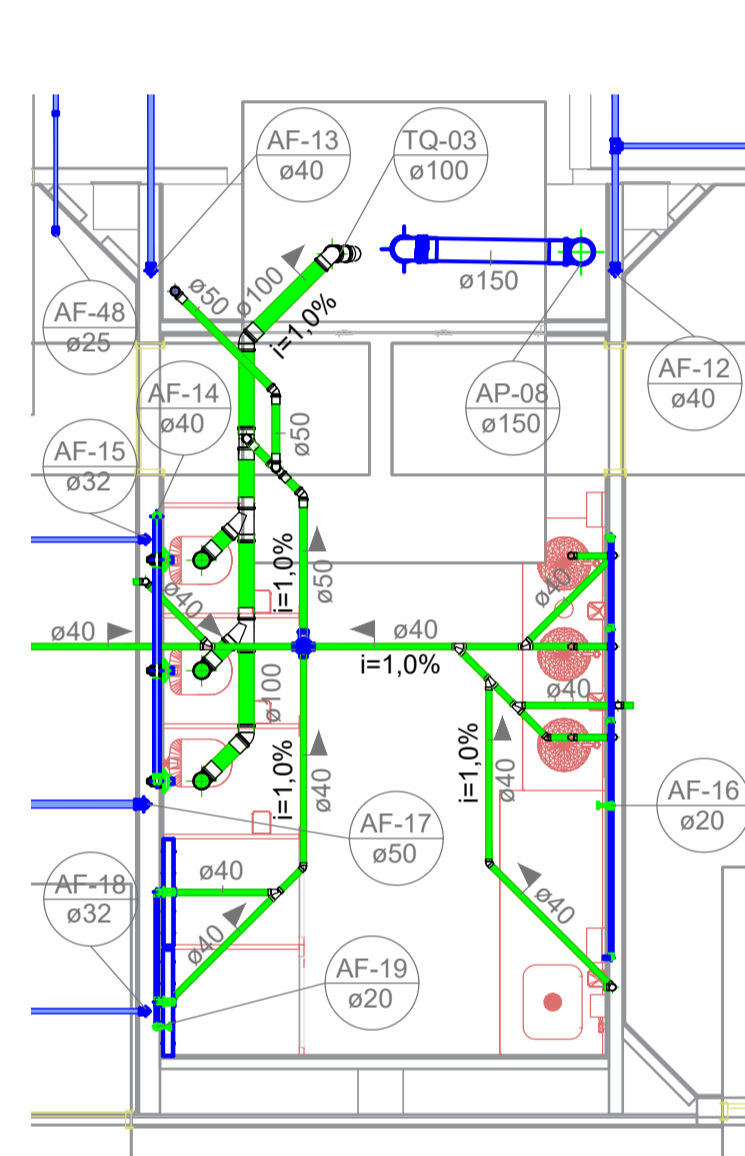 AF-13
ø40
TQ-03
ø100
ø50
ø100
i=1,0%
ø150
AF-48
ø25
AF-14
ø40
AP-08
ø150
AF-12
ø40
AF-15
ø32
ø50
i=1,0%
ø50
ø40
ø40
ø40
ø40
i=1,0%
ø40
ø100
i=1,0%
ø40
i=1,0%
ø40
AF-16
ø20
AF-17
ø50
AF-18
ø32
ø40
ø40
ø40
AF-19
ø20